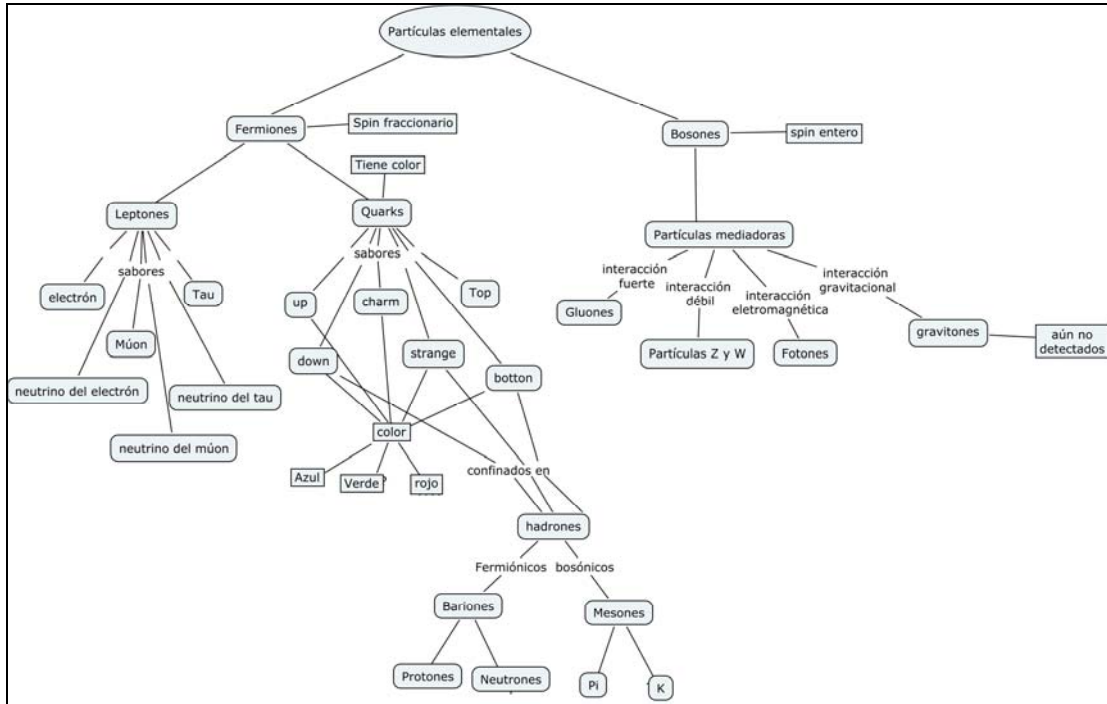 Partículas elementales
Fermiones
Spin fraccionario
Bosones
spin entero
Tiene color
Leptones
Quarks
Partículas mediadoras
sabores
sabores
electrón
Tau
Múon
neutrino del electrón
neutrino del tau
neutrino del múon
up
charm
Top
down
strange
botton
color
Azul
Verde
rojo
interacción
fuerte
interacción
débil
interacción
eletromagnética
interacción
gravitacional
Gluones
Partículas Z y W
Fotones
gravitones
aún no
detectados
confinados en
hadrones
Fermiónicos
bosónicos
Bariones
Mesones
Protones
Neutrones
Pi
K